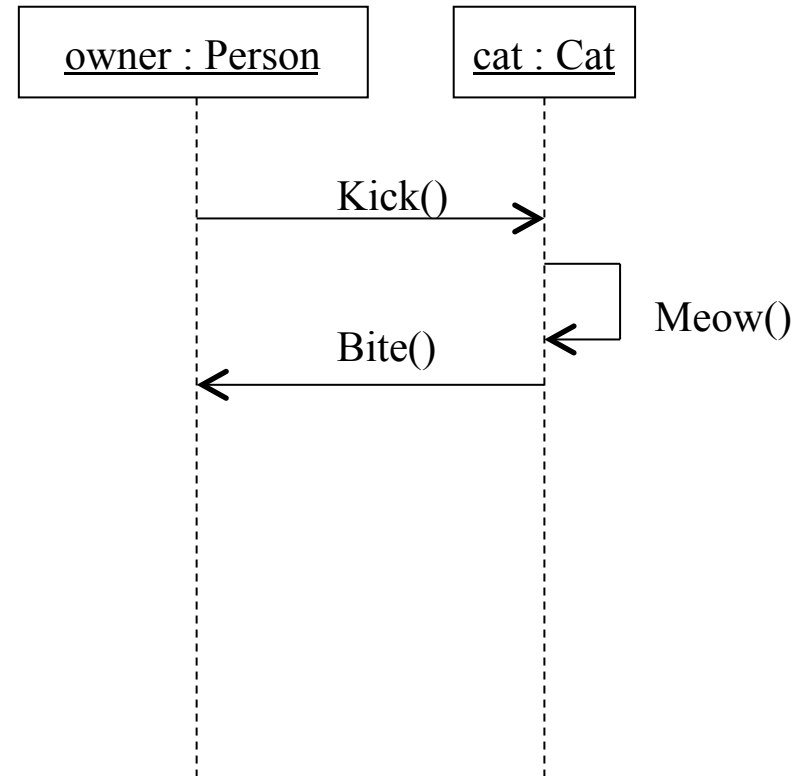 owner : Person
cat : Cat
Kick()
Meow()
Bite()